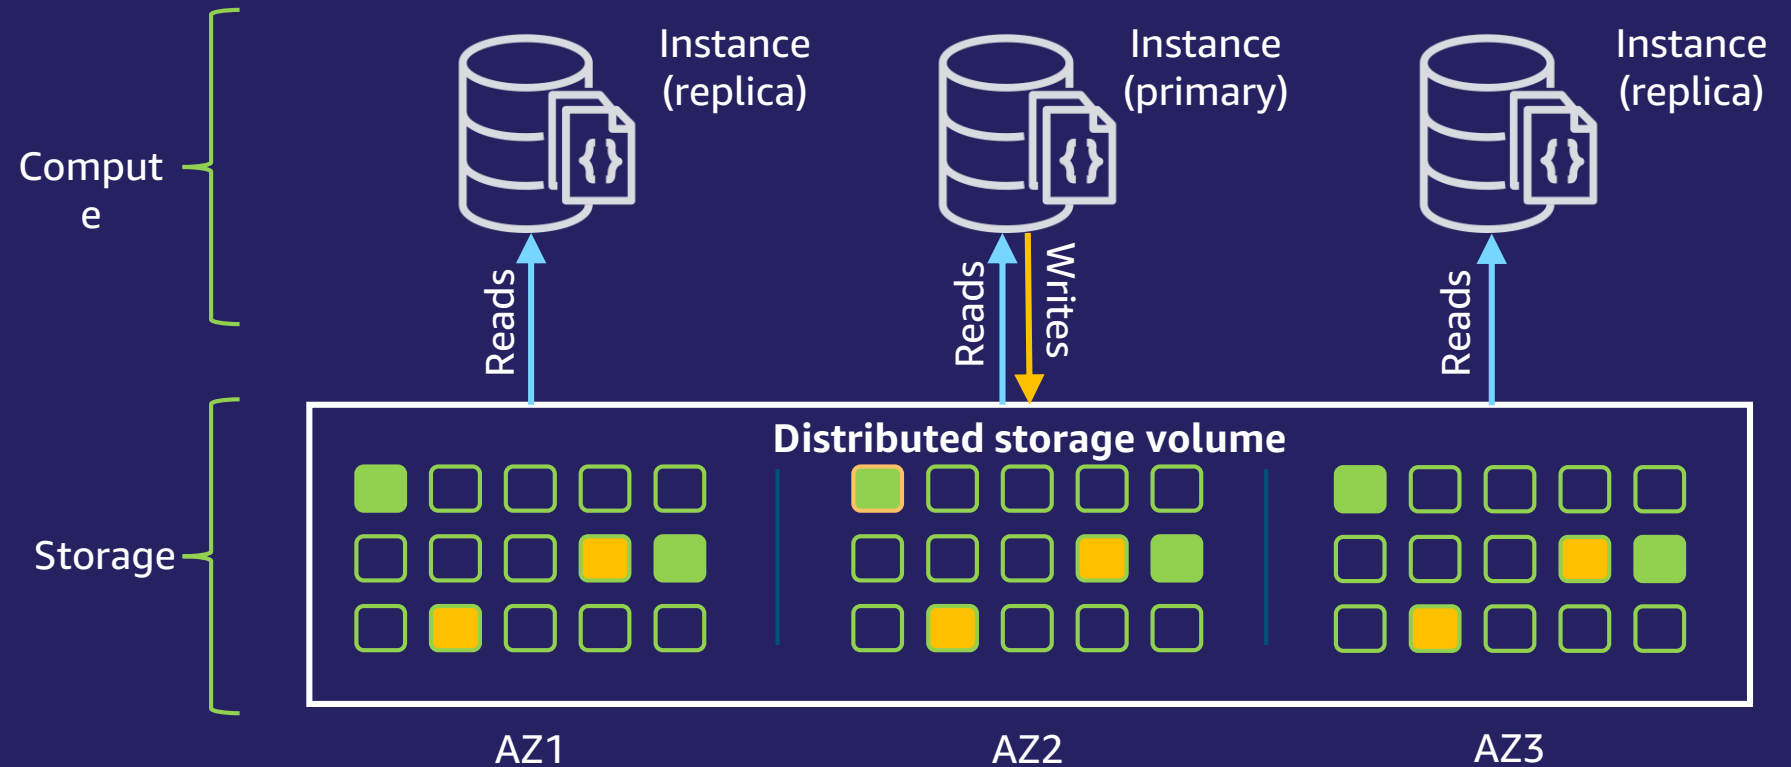 Instance
(replica)
Instance
(primary)
Instance
(replica)
Comput
e
{}
{}
{}
Reads
Reads
Writes
Reads
Distributed storage volume
Storage
AZ1
AZ2
AZ3